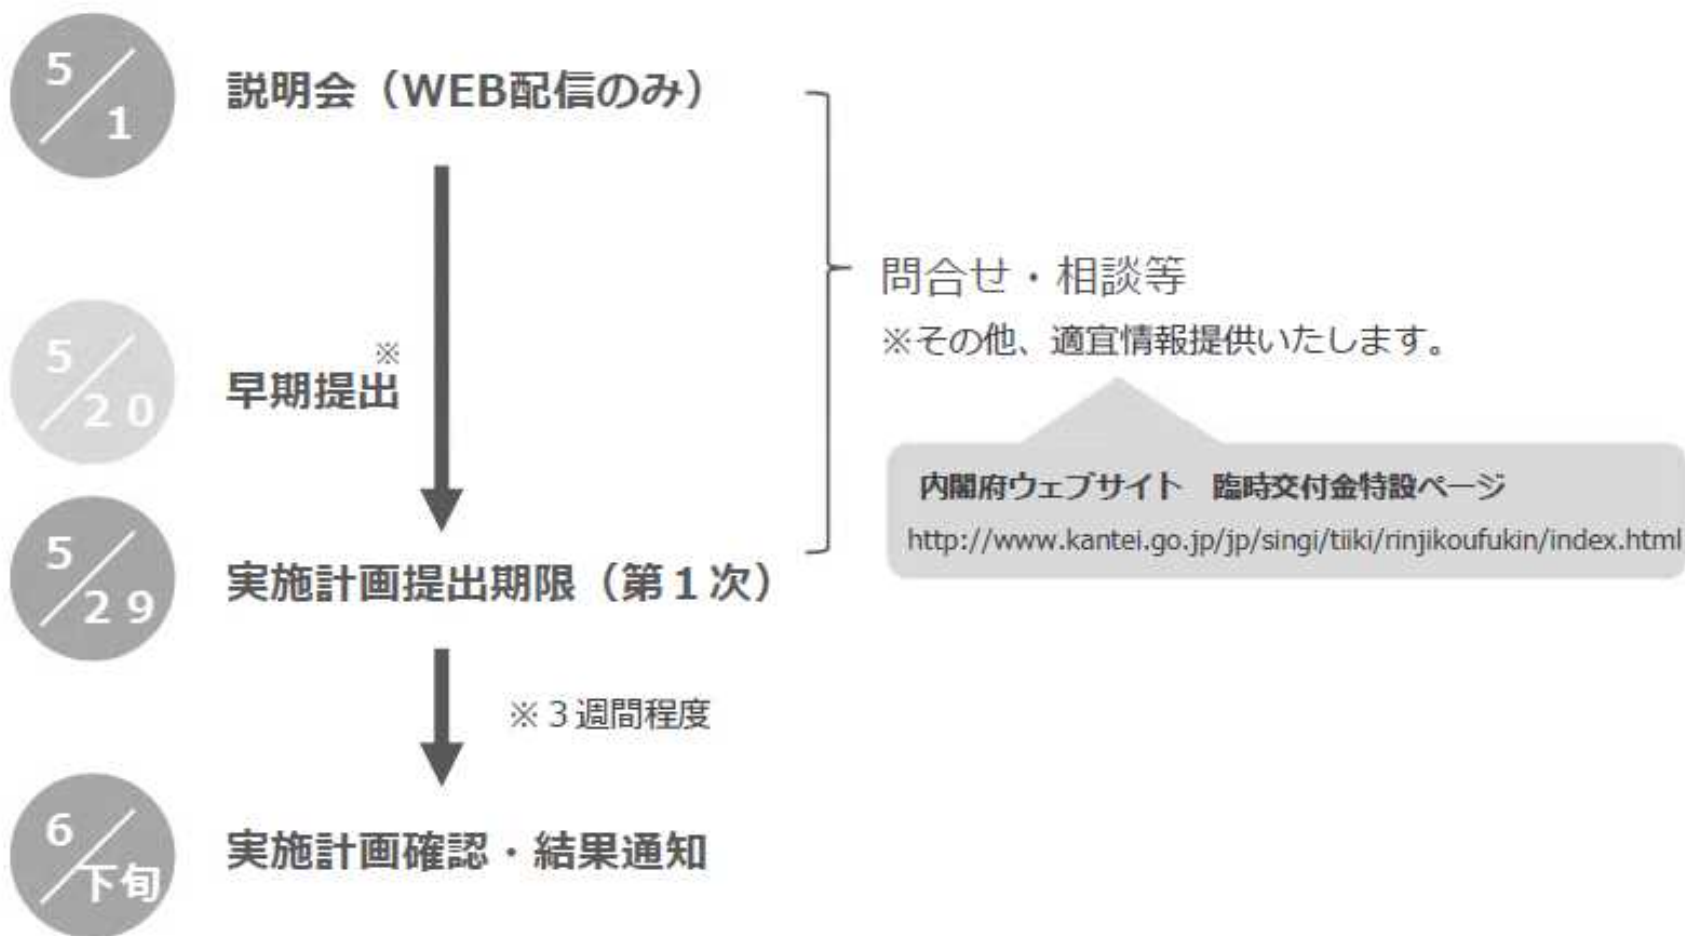 5/1
説明会（WEB配信のみ）
問合せ・相談等
※その他、適宜情報提供いたします。
5/20
早期提出※
内閣府ウェブサイト　臨時交付金特設ページ
http://www.kantei.go.jp/jp/singi/tiiki/rinjikoufukin/index.html
5/29
実施計画提出期限（第１次）
※３週間程度
6/下旬
実施計画確認・結果通知